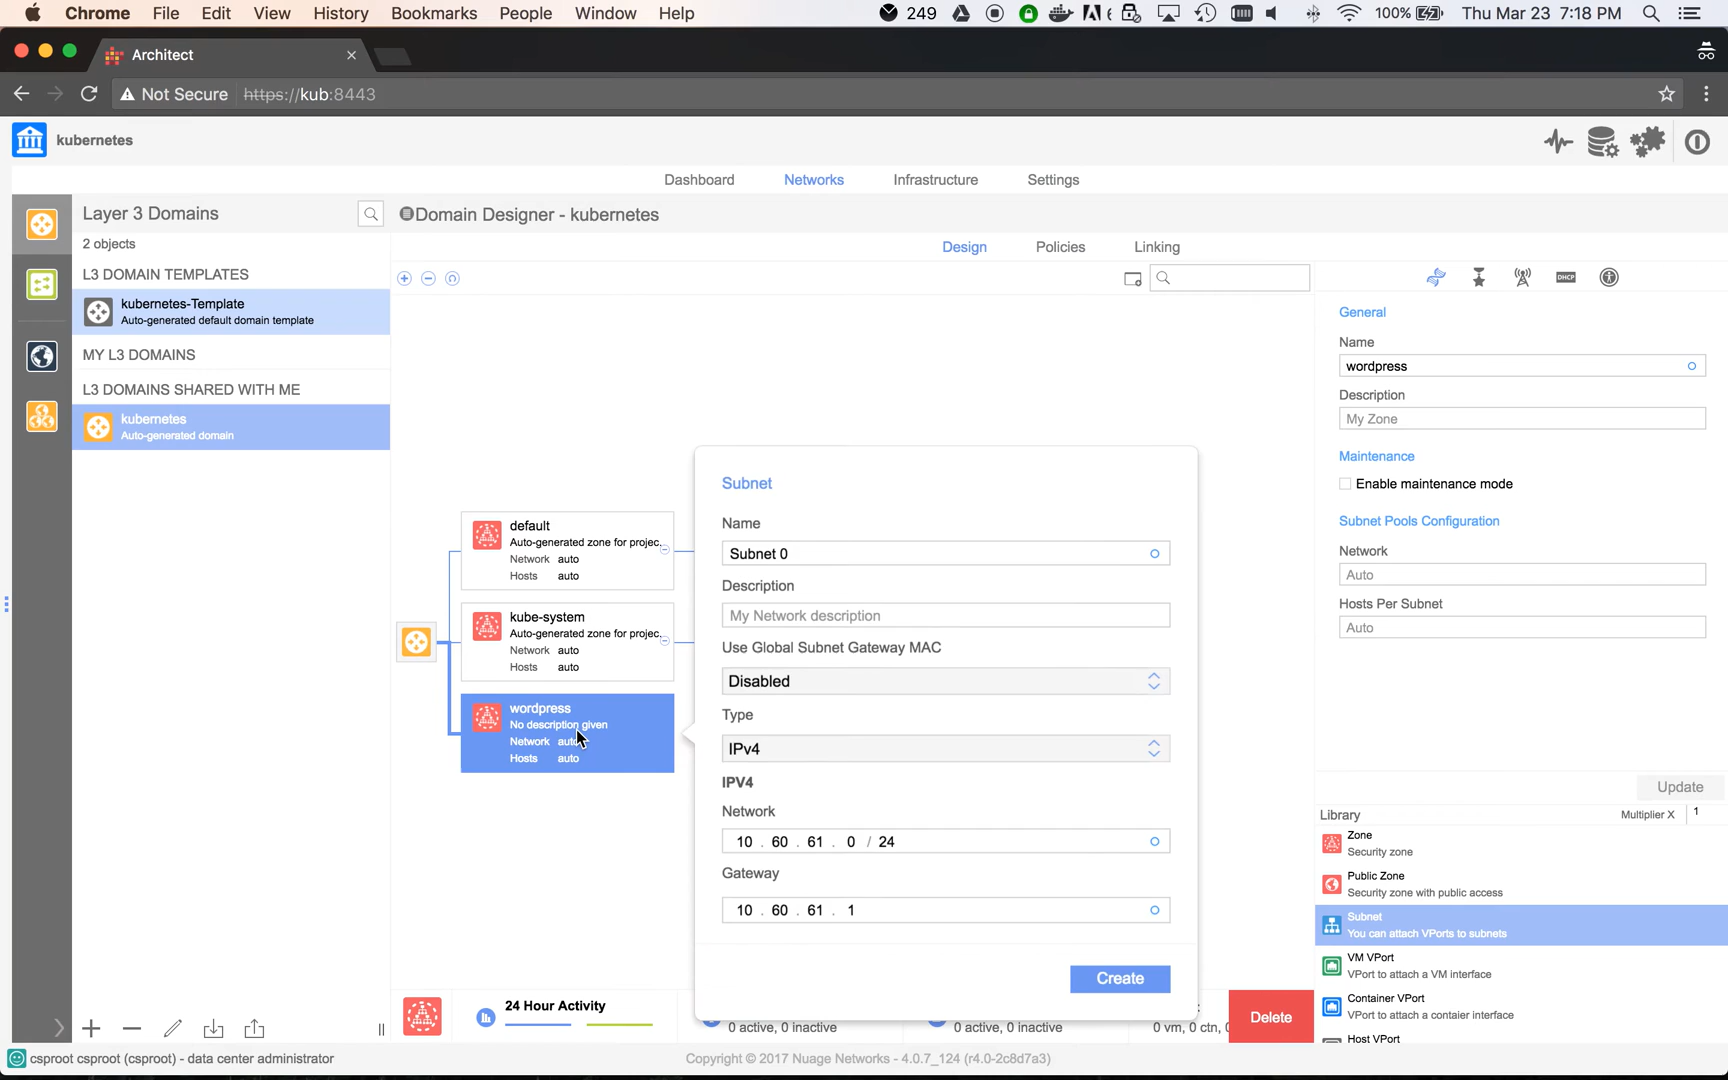 Chrome File Edit View History Bookmarks People Window Help 249 6 100% Thu Mar 23 7:18 PM
Architect
Not Secure https://kub:8443
kubernetes
Dashboard Networks Infrastructure Settings
Layer 3 Domains
2 objects
L3 DOMAIN TEMPLATES
kubernetes-Template
Auto-generated default domain template
MY L3 DOMAINS
L3 DOMAINS SHARED WITH ME
kubernetes
Auto-generated domain
Domain Designer - kubernetes
Design Policies Linking
default
Auto-generated zone for projec..
Network auto
Hosts auto
kube-system
Auto-generated zone for projec..
Network auto
Hosts auto
wordpress
No description given
Network auto
Hosts auto
Subnet
Name
Subnet 0
Description
My Network description
Use Global Subnet Gateway MAC
Disabled
Type
IPv4
IPV4
Network
10 . 60 . 61 . 0 / 24
Gateway
10 . 60 . 61 . 1
Create
24 Hour Activity
0 active, 0 inactive
0 active, 0 inactive
0 vm, 0 ctn,
Delete
DHCP
General
Name
wordpress
Description
My Zone
Maintenance
Enable maintenance mode
Subnet Pools Configuration
Network
Auto
Hosts Per Subnet
Auto
Update
Library Multiplier X 1
Zone
Security zone
Public Zone
Security zone with public access
Subnet
You can attach VPorts to subnets
VM VPort
VPort to attach a VM interface
Container VPort
VPort to attach a contaier interface
Host VPort
csproot csproot (csproot) - data center administrator
Copyright © 2017 Nuage Networks - 4.0.7_124 (r4.0-2c8d7a3)